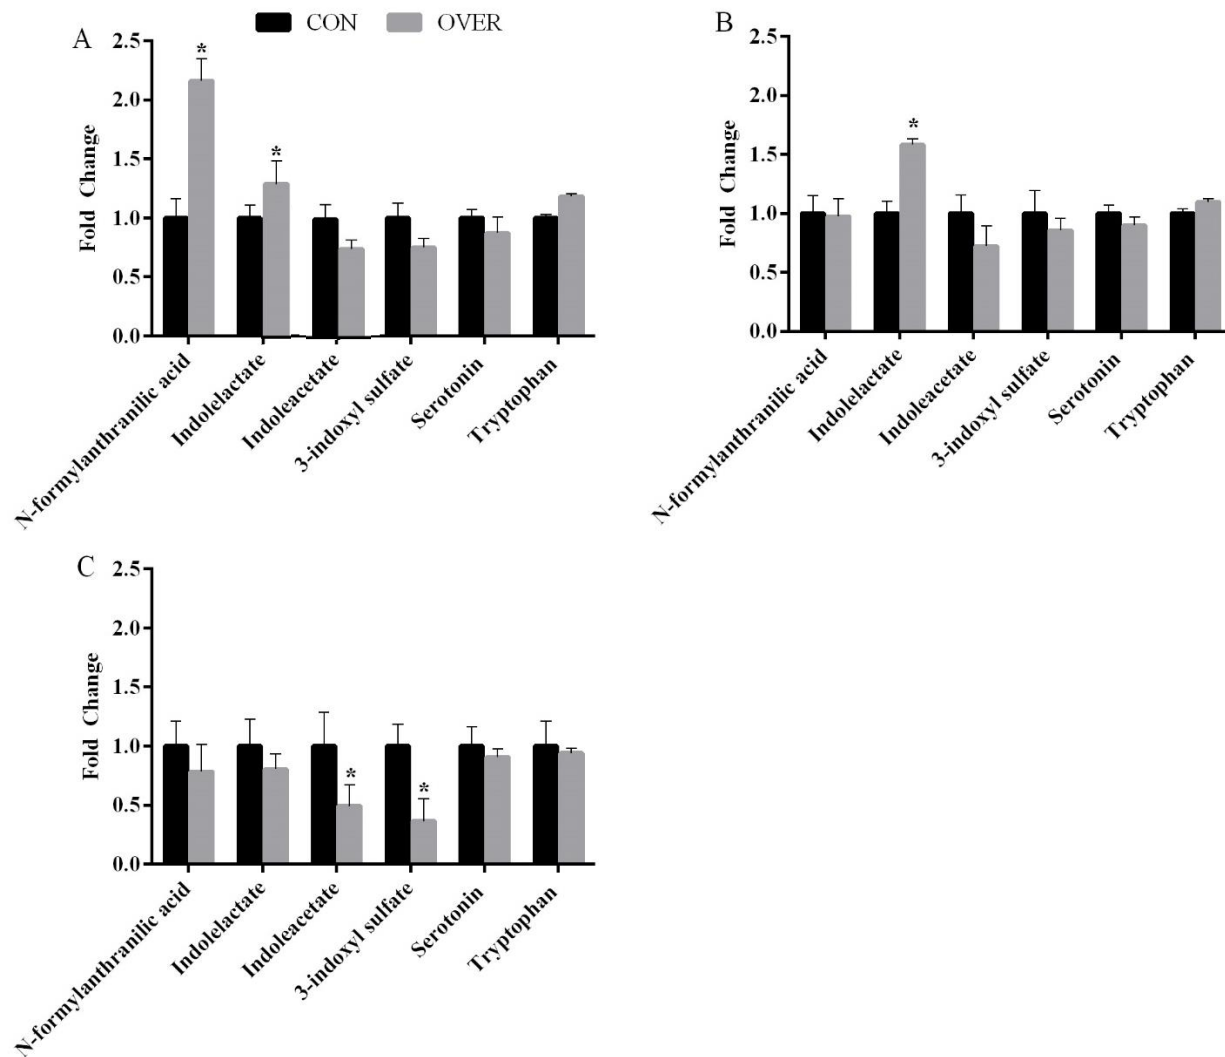 CON OVER
A
2.5
2.0
1.5
1.0
0.5
0.0
Fold Change
*
*
N-formylanthranilic acid
Indolelactate
Indoleacetate
3-indoxyl sulfate
Serotonin
Tryptophan
B
2.5
2.0
1.5
1.0
0.5
0.0
Fold Change
*
N-formylanthranilic acid
Indolelactate
Indoleacetate
3-indoxyl sulfate
Serotonin
Tryptophan
C
2.5
2.0
1.5
1.0
0.5
0.0
Fold Change
*
*
N-formylanthranilic acid
Indolelactate
Indoleacetate
3-indoxyl sulfate
Serotonin
Tryptophan